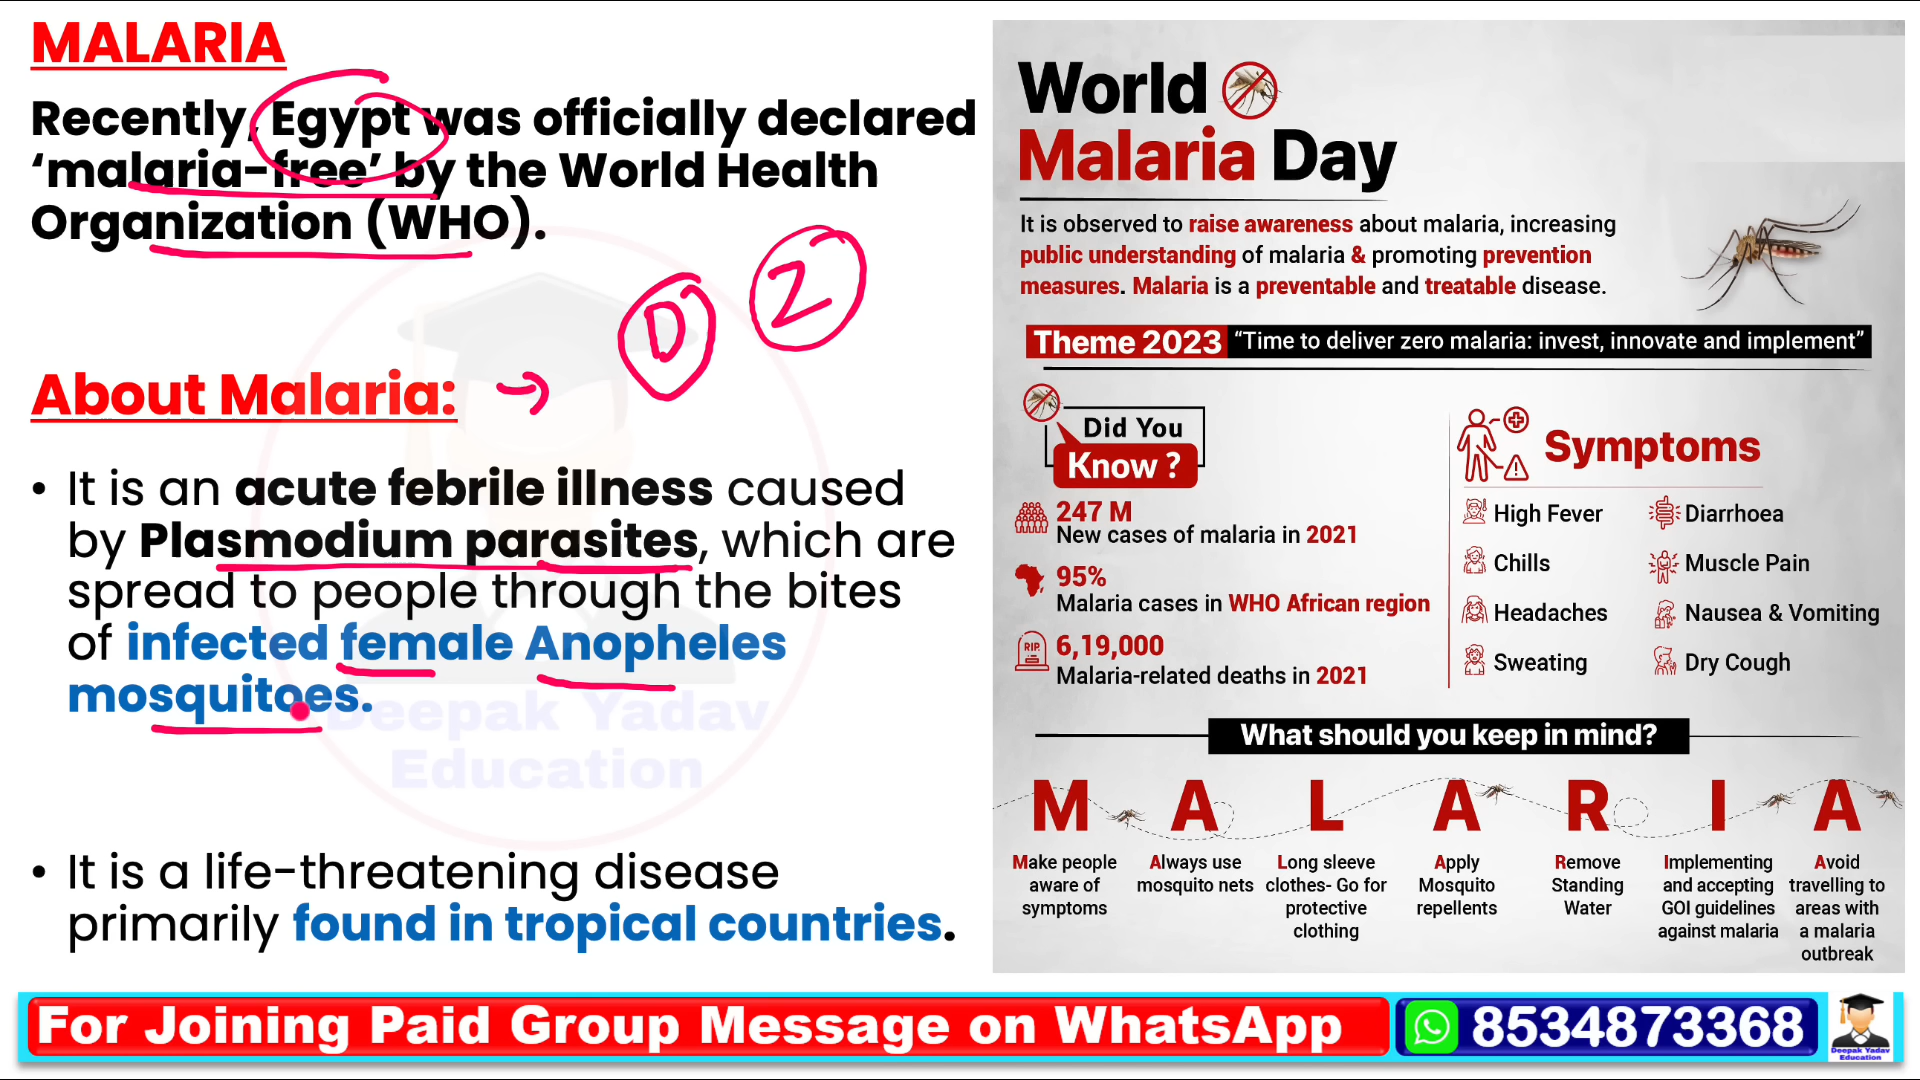 MALARIA
Recently, Egypt was officially declared
‘malaria-free’ by the World Health
Organization (WHO).
D
Z
About Malaria:
• It is an acute febrile illness caused
by Plasmodium parasites, which are
spread to people through the bites
of infected female Anopheles
mosquitoes.
Deepak Yadav
Education
• It is a life-threatening disease
primarily found in tropical countries.
World
Malaria Day
It is observed to raise awareness about malaria, increasing
public understanding of malaria & promoting prevention
measures. Malaria is a preventable and treatable disease.
Theme 2023 “Time to deliver zero malaria: invest, innovate and implement”
Did You
Know ?
247 M
New cases of malaria in 2021
95%
Malaria cases in WHO African region
RIP
6,19,000
Malaria-related deaths in 2021
Symptoms
High Fever
Diarrhoea
Chills
Muscle Pain
Headaches
Nausea & Vomiting
Sweating
Dry Cough
What should you keep in mind?
M A L A R I A
Make people
aware of
symptoms
Always use
mosquito nets
Long sleeve
clothes- Go for
protective
clothing
Apply
Mosquito
repellents
Remove
Standing
Water
Implementing
and accepting
GOI guidelines
against malaria
Avoid
travelling to
areas with
a malaria
outbreak
For Joining Paid Group Message on WhatsApp
8534873368
Deepak Yadav
Education